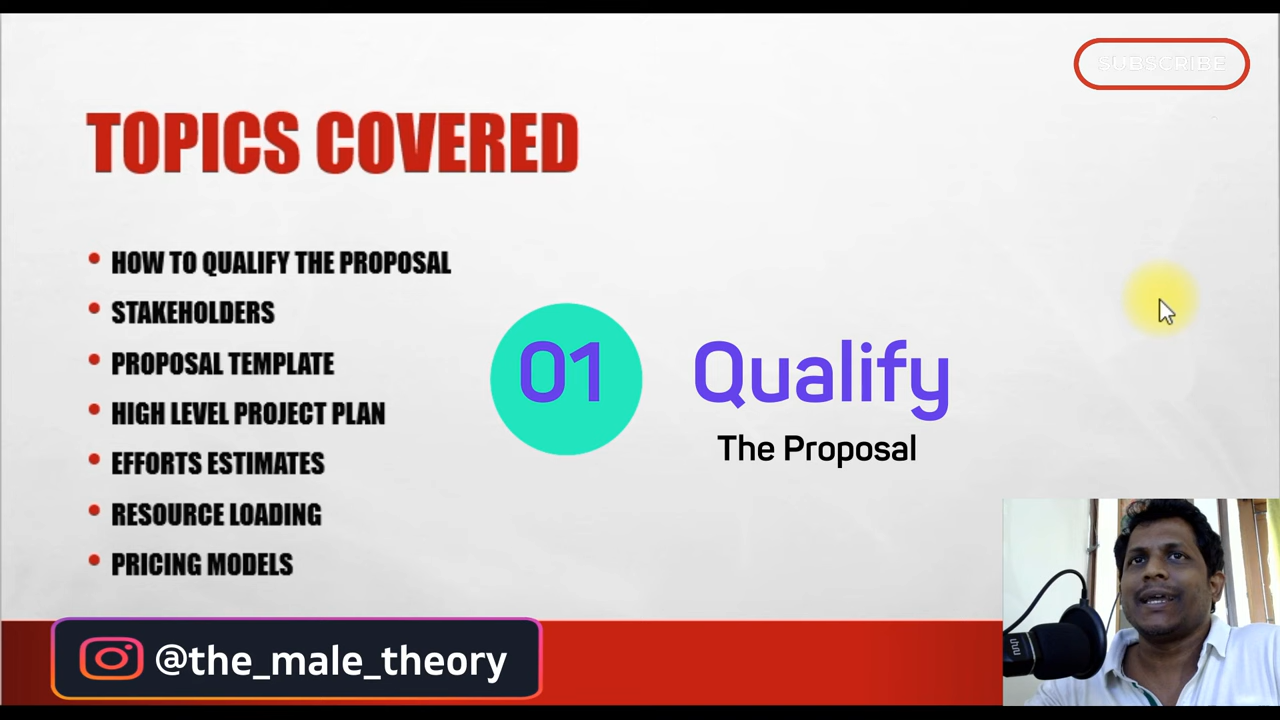 SUBSCRIBE
TOPICS COVERED
• HOW TO QUALIFY THE PROPOSAL
• STAKEHOLDERS
• PROPOSAL TEMPLATE
• HIGH LEVEL PROJECT PLAN
• EFFORTS ESTIMATES
• RESOURCE LOADING
• PRICING MODELS
01
Qualify
The Proposal
@the_male_theory